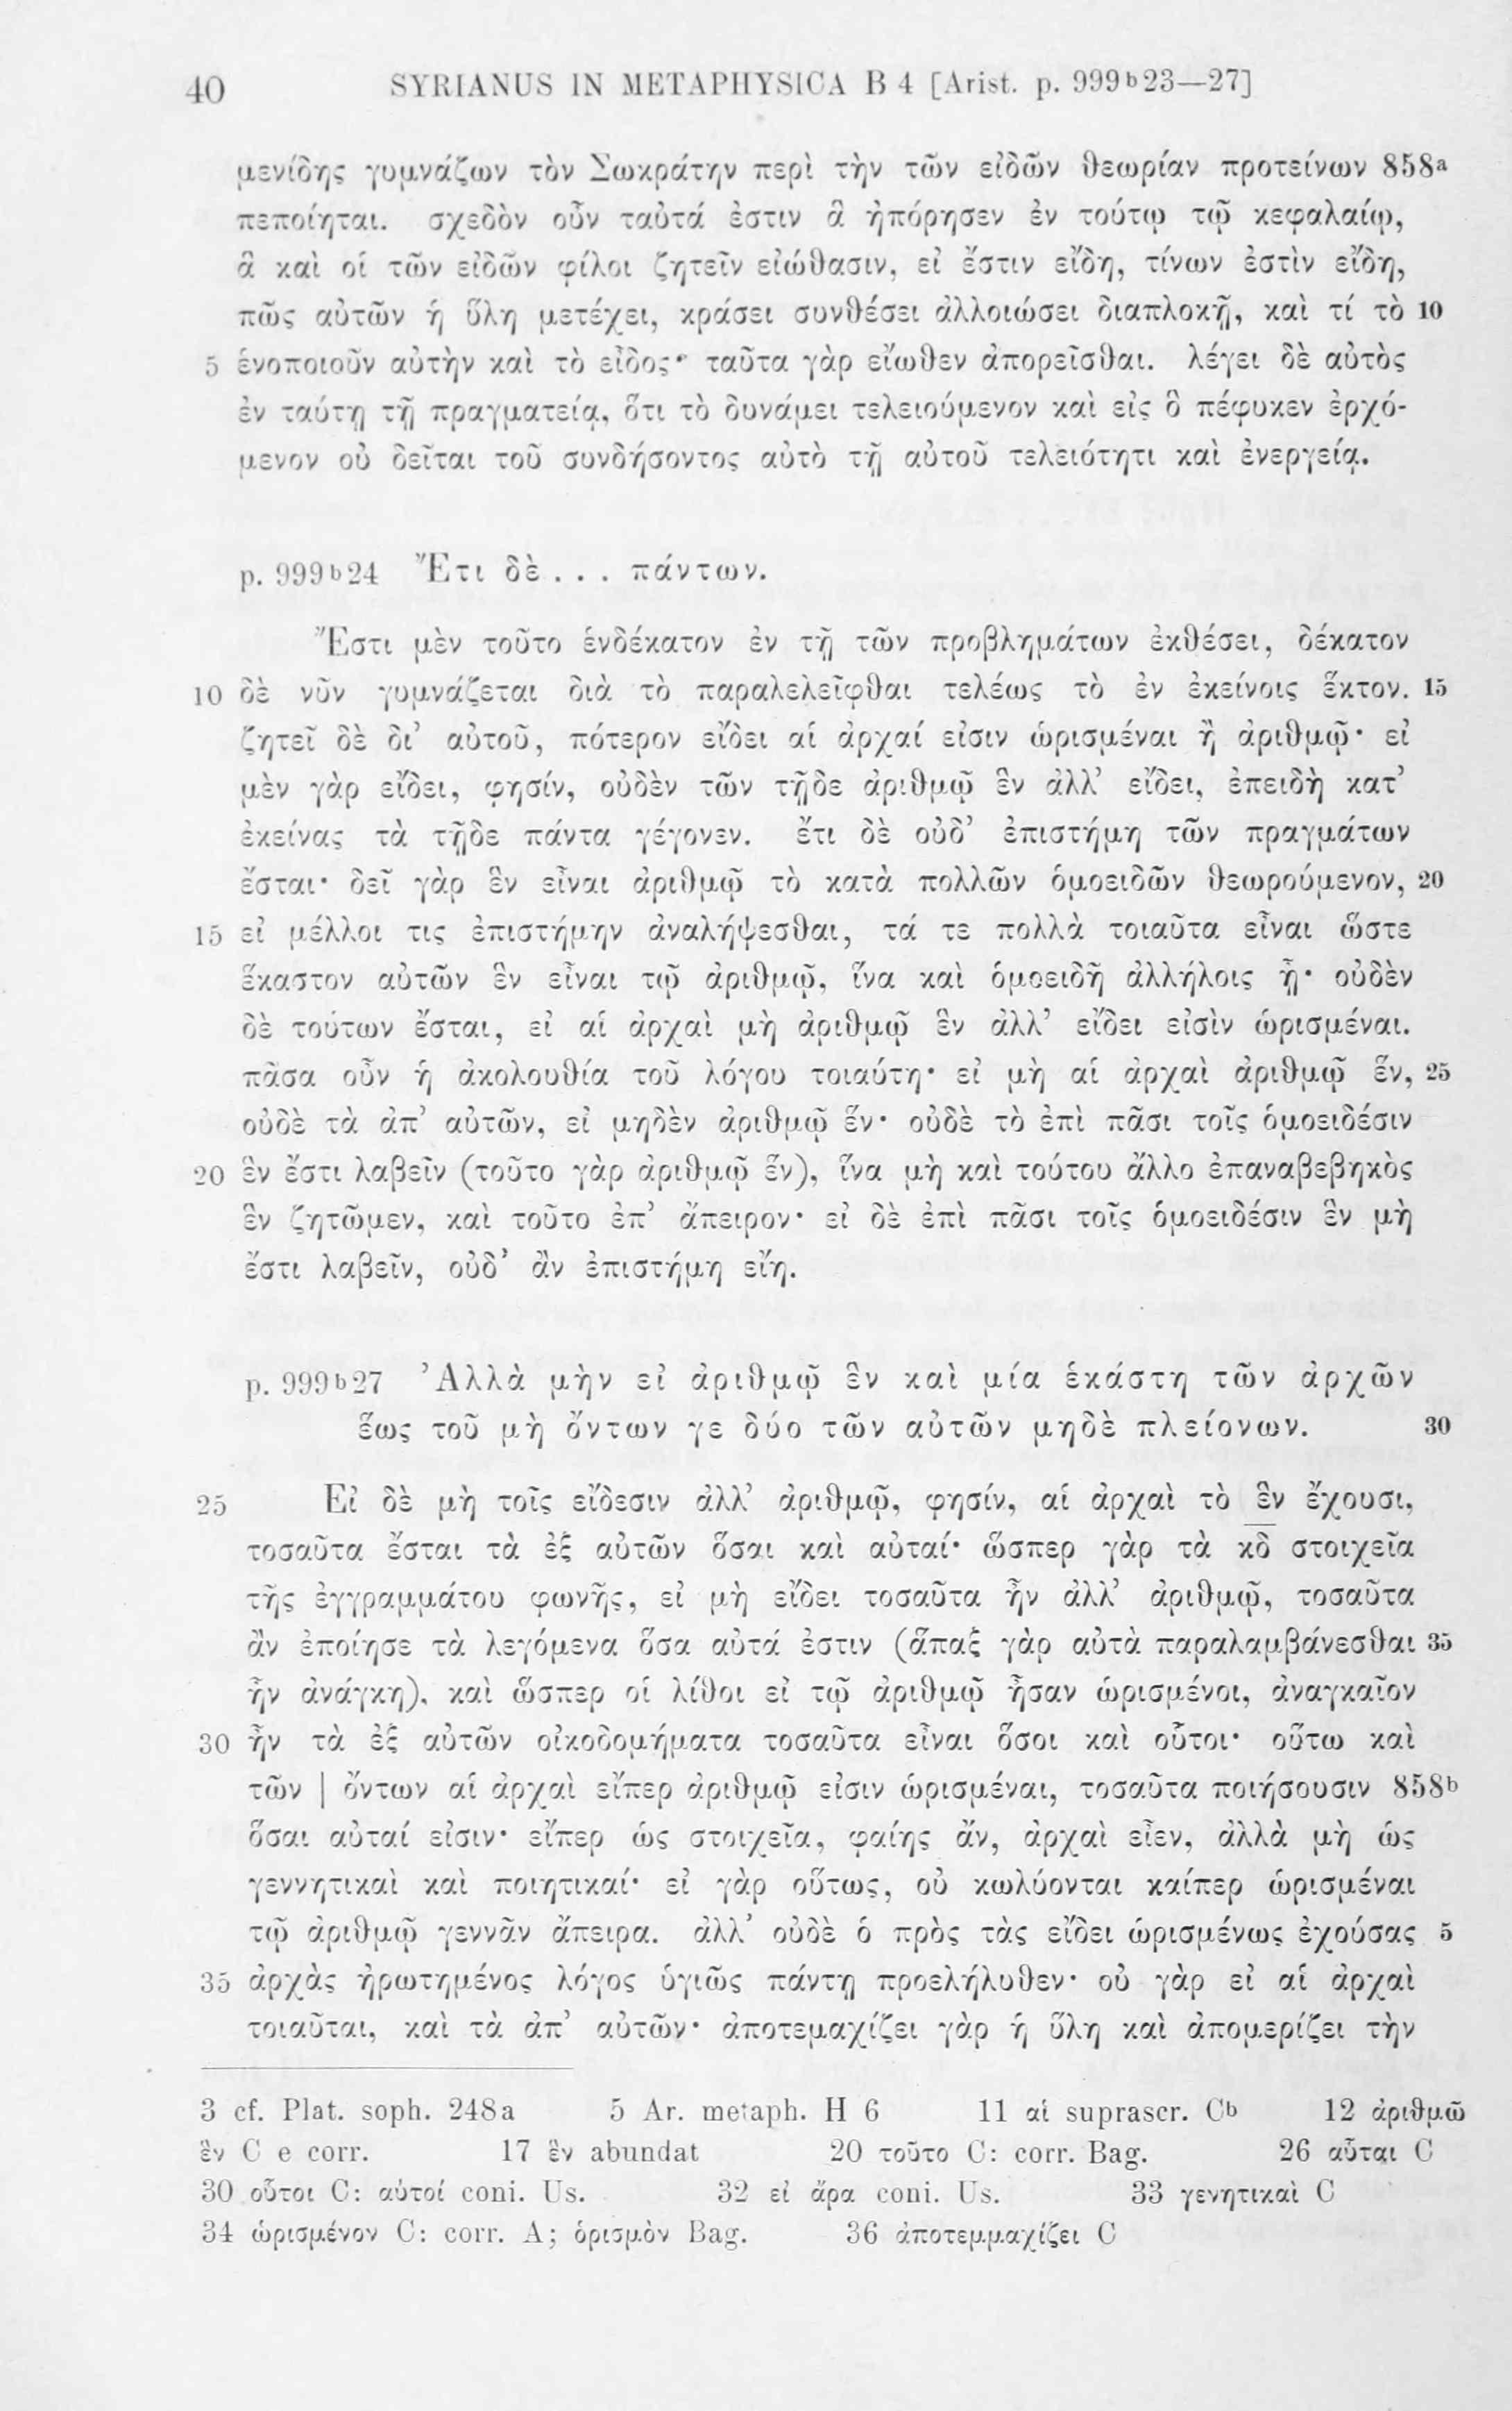 40 SYRIANUS IN METAPHYSICA B 4 [Arist. p. 999ᵇ23—27]
μενίδης γυμνάζων τὸν Σωκράτην περὶ τὴν τῶν εἰδῶν θεωρίαν προτείνων 858ᵃ
πεποίηται. σχεδὸν οὖν ταὐτά ἐστιν ἃ ἠπόρησεν ἐν τούτῳ τῷ κεφαλαίῳ,
ἃ καὶ οἱ τῶν εἰδῶν φίλοι ζητεῖν εἰώθασιν, εἰ ἔστιν εἴδη, τίνων ἐστὶν εἴδη,
πῶς αὐτῶν ἡ ὕλη μετέχει, κράσει συνθέσει ἀλλοιώσει διαπλοκῇ, καὶ τί τὸ 10
5 ἑνοποιοῦν αὐτὴν καὶ τὸ εἶδος· ταῦτα γὰρ εἴωθεν ἀπορεῖσθαι. λέγει δὲ αὐτὸς
ἐν ταύτῃ τῇ πραγματείᾳ, ὅτι τὸ δυνάμει τελειούμενον καὶ εἰς ὃ πέφυκεν ἐρχό-
μενον οὐ δεῖται τοῦ συνδήσοντος αὐτὸ τῇ αὑτοῦ τελειότητι καὶ ἐνεργείᾳ.
p. 999ᵇ24 Ἔτι δὲ . . . πάντων.
Ἔστι μὲν τοῦτο ἑνδέκατον ἐν τῇ τῶν προβλημάτων ἐκθέσει, δέκατον
10 δὲ νῦν γυμνάζεται διὰ τὸ παραλελεῖφθαι τελέως τὸ ἐν ἐκείνοις ἕκτον. 15
ζητεῖ δὲ δι’ αὐτοῦ, πότερον εἴδει αἱ ἀρχαί εἰσιν ὡρισμέναι ἢ ἀριθμῷ· εἰ
μὲν γὰρ εἴδει, φησίν, οὐδὲν τῶν τῇδε ἀριθμῷ ἓν ἀλλ’ εἴδει, ἐπειδὴ κατ’
ἐκείνας τὰ τῇδε πάντα γέγονεν. ἔτι δὲ οὐδ’ ἐπιστήμη τῶν πραγμάτων
ἔσται· δεῖ γὰρ ἓν εἶναι ἀριθμῷ τὸ κατὰ πολλῶν ὁμοειδῶν θεωρούμενον, 20
15 εἰ μέλλοι τις ἐπιστήμην ἀναλήψεσθαι, τά τε πολλὰ τοιαῦτα εἶναι ὥστε
ἕκαστον αὐτῶν ἓν εἶναι τῷ ἀριθμῷ, ἵνα καὶ ὁμοειδῆ ἀλλήλοις ᾖ· οὐδὲν
δὲ τούτων ἔσται, εἰ αἱ ἀρχαὶ μὴ ἀριθμῷ ἓν ἀλλ’ εἴδει εἰσὶν ὡρισμέναι.
πᾶσα οὖν ἡ ἀκολουθία τοῦ λόγου τοιαύτη· εἰ μὴ αἱ ἀρχαὶ ἀριθμῷ ἕν, 25
οὐδὲ τὰ ἀπ’ αὐτῶν, εἰ μηδὲν ἀριθμῷ ἕν· οὐδὲ τὸ ἐπὶ πᾶσι τοῖς ὁμοειδέσιν
20 ἓν ἔστι λαβεῖν (τοῦτο γὰρ ἀριθμῷ ἕν), ἵνα μὴ καὶ τούτου ἄλλο ἐπαναβεβηκὸς
ἓν ζητῶμεν, καὶ τοῦτο ἐπ’ ἄπειρον· εἰ δὲ ἐπὶ πᾶσι τοῖς ὁμοειδέσιν ἓν μὴ
ἔστι λαβεῖν, οὐδ’ ἂν ἐπιστήμη εἴη.
p. 999ᵇ27 Ἀλλὰ μὴν εἰ ἀριθμῷ ἓν καὶ μία ἑκάστη τῶν ἀρχῶν
ἕως τοῦ μὴ ὄντων γε δύο τῶν αὐτῶν μηδὲ πλείονων. 30
25 Εἰ δὲ μὴ τοῖς εἴδεσιν ἀλλ’ ἀριθμῷ, φησίν, αἱ ἀρχαὶ τὸ ἓν ἔχουσι,
τοσαῦτα ἔσται τὰ ἐξ αὐτῶν ὅσαι καὶ αὐταί· ὥσπερ γὰρ τὰ κ̅δ̅ στοιχεῖα
τῆς ἐγγραμμάτου φωνῆς, εἰ μὴ εἴδει τοσαῦτα ἦν ἀλλ’ ἀριθμῷ, τοσαῦτα
ἂν ἐποίησε τὰ λεγόμενα ὅσα αὐτά ἐστιν (ἅπαξ γὰρ αὐτὰ παραλαμβάνεσθαι 35
ἦν ἀνάγκη), καὶ ὥσπερ οἱ λίθοι εἰ τῷ ἀριθμῷ ἦσαν ὡρισμένοι, ἀναγκαῖον
30 ἦν τὰ ἐξ αὐτῶν οἰκοδομήματα τοσαῦτα εἶναι ὅσοι καὶ οὗτοι· οὕτω καὶ
τῶν | ὄντων αἱ ἀρχαὶ εἴπερ ἀριθμῷ εἰσιν ὡρισμέναι, τοσαῦτα ποιήσουσιν 858ᵇ
ὅσαι αὐταί εἰσιν· εἴπερ ὡς στοιχεῖα, φαίης ἄν, ἀρχαὶ εἶεν, ἀλλὰ μὴ ὡς
γεννητικαὶ καὶ ποιητικαί· εἰ γὰρ οὕτως, οὐ κωλύονται καίπερ ὡρισμέναι
τῷ ἀριθμῷ γεννᾶν ἄπειρα. ἀλλ’ οὐδὲ ὁ πρὸς τὰς εἴδει ὡρισμένως ἐχούσας 5
35 ἀρχὰς ἠρωτημένος λόγος ὑγιῶς πάντῃ προελήλυθεν· οὐ γὰρ εἰ αἱ ἀρχαὶ
τοιαῦται, καὶ τὰ ἀπ’ αὐτῶν· ἀποτεμαχίζει γὰρ ἡ ὕλη καὶ ἀπομερίζει τὴν
3 cf. Plat. soph. 248a 5 Ar. metaph. H 6 11 αἱ suprascr. Cᵇ 12 ἀριθμῶ
ἓν C e corr. 17 ἓν abundat 20 τοῦτο C: corr. Bag. 26 αὗται C
30 οὗτοι C: αὐτοί coni. Us. 32 εἰ ἄρα coni. Us. 33 γενητικαὶ C
34 ὡρισμένον C: corr. A; ὁρισμὸν Bag. 36 ἀποτεμμαχίζει C